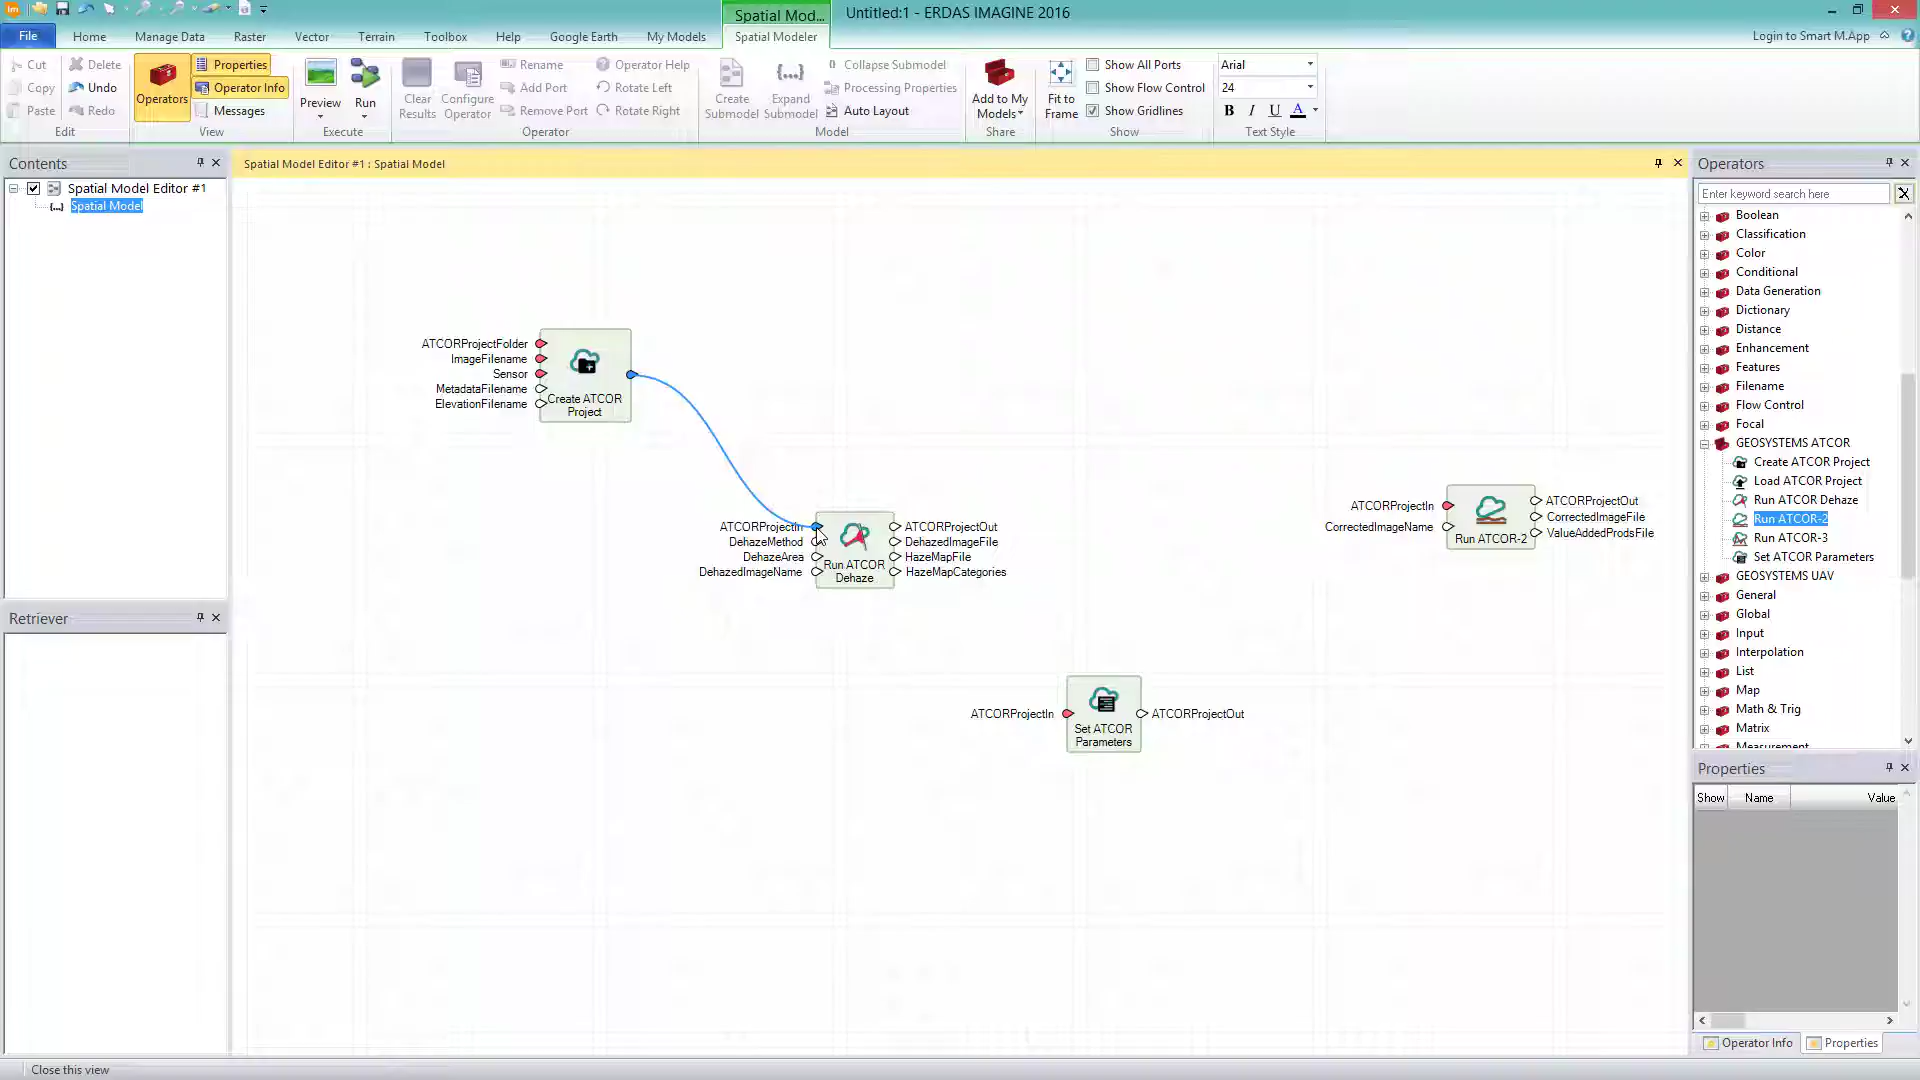 Spatial Mod...
Untitled:1 - ERDAS IMAGINE 2016
File
Home
Manage Data
Raster
Vector
Terrain
Toolbox
Help
Google Earth
My Models
Spatial Modeler
Login to Smart M.App
Cut
Copy
Paste
Delete
Undo
Redo
Edit
Operators
Properties
Operator Info
Messages
View
Preview
Run
Execute
Clear
Results
Configure
Operator
Rename
Add Port
Remove Port
Operator Help
Rotate Left
Rotate Right
Operator
Create
Submodel
Expand
Submodel
Collapse Submodel
Processing Properties
Auto Layout
Model
Add to My
Models
Share
Fit to
Frame
Show All Ports
Show Flow Control
Show Gridlines
Show
Arial
24
B I U A
Text Style
Contents
Spatial Model Editor #1
Spatial Model
Retriever
Spatial Model Editor #1 : Spatial Model
ATCORProjectFolder
ImageFilename
Sensor
MetadataFilename
ElevationFilename
Create ATCOR
Project
ATCORProjectIn
DehazeMethod
DehazeArea
DehazedImageName
Run ATCOR
Dehaze
ATCORProjectOut
DehazedImageFile
HazeMapFile
HazeMapCategories
ATCORProjectIn
Set ATCOR
Parameters
ATCORProjectOut
ATCORProjectIn
CorrectedImageName
Run ATCOR-2
ATCORProjectOut
CorrectedImageFile
ValueAddedProdsFile
Operators
Enter keyword search here
Boolean
Classification
Color
Conditional
Data Generation
Dictionary
Distance
Enhancement
Features
Filename
Flow Control
Focal
GEOSYSTEMS ATCOR
Create ATCOR Project
Load ATCOR Project
Run ATCOR Dehaze
Run ATCOR-2
Run ATCOR-3
Set ATCOR Parameters
GEOSYSTEMS UAV
General
Global
Input
Interpolation
List
Map
Math & Trig
Matrix
Measurement
Properties
Show
Name
Value
Operator Info
Properties
Close this view